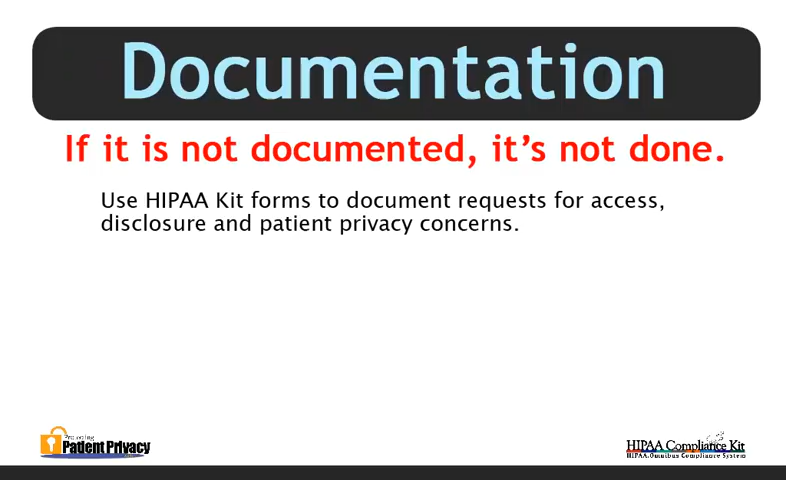 Documentation
If it is not documented, it's not done.
Use HIPAA Kit forms to document requests for access,
disclosure and patient privacy concerns.
Protecting
Patient Privacy
HIPAA Compliance Kit
HIPAA Omnibus Compliance System